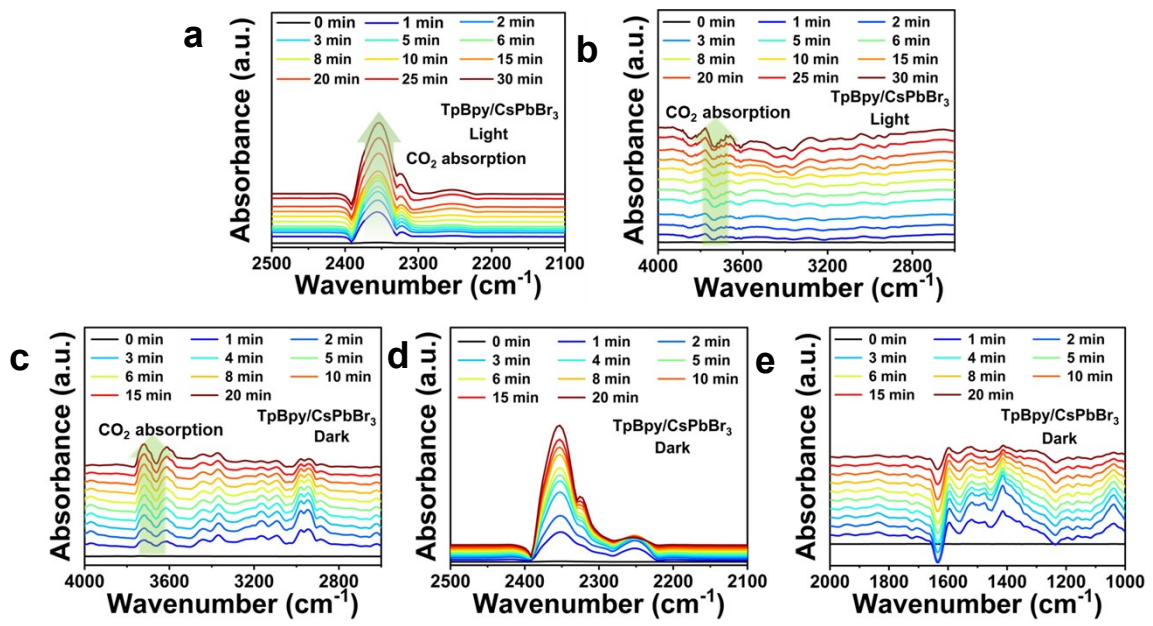 a
0 min 1 min 2 min
3 min 5 min 6 min
8 min 10 min 15 min
20 min 25 min 30 min
TpBpy/CsPbBr3
Light
CO2 absorption
Absorbance (a.u.)
2500 2400 2300 2200 2100
Wavenumber (cm-1)
b
0 min 1 min 2 min
3 min 5 min 6 min
8 min 10 min 15 min
20 min 25 min 30 min
CO2 absorption TpBpy/CsPbBr3
Light
Absorbance (a.u.)
4000 3600 3200 2800
Wavenumber (cm-1)
c
0 min 1 min 2 min
3 min 4 min 5 min
6 min 8 min 10 min
15 min 20 min
TpBpy/CsPbBr3
CO2 absorption Dark
Absorbance (a.u.)
4000 3600 3200 2800
Wavenumber (cm-1)
d
0 min 1 min 2 min
3 min 4 min 5 min
6 min 8 min 10 min
15 min 20 min
TpBpy/CsPbBr3
Dark
Absorbance (a.u.)
2500 2400 2300 2200 2100
Wavenumber (cm-1)
e
0 min 1 min 2 min
3 min 4 min 5 min
6 min 8 min 10 min
15 min 20 min
TpBpy/CsPbBr3
Dark
Absorbance (a.u.)
2000 1800 1600 1400 1200 1000
Wavenumber (cm-1)